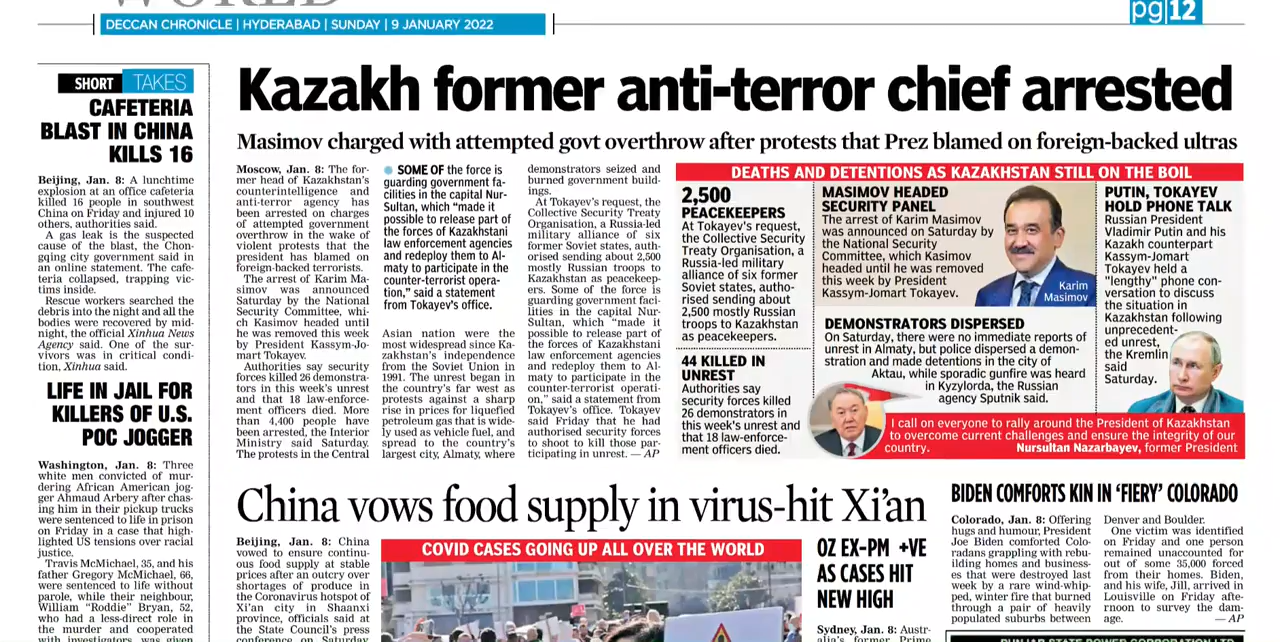 WORLD
DECCAN CHRONICLE | HYDERABAD | SUNDAY | 9 JANUARY 2022
pg|12
SHORT TAKES
CAFETERIA
BLAST IN CHINA
KILLS 16
Beijing, Jan. 8: A lunchtime
explosion at an office cafeteria
killed 16 people in southwest
China on Friday and injured 10
others, authorities said.
A gas leak is the suspected
cause of the blast, the Chon-
gqing city government said in
an online statement. The cafe-
teria collapsed, trapping vic-
tims inside.
Rescue workers searched the
debris into the night and all the
bodies were recovered by mid-
night, the official Xinhua News
Agency said. One of the sur-
vivors was in critical condi-
tion, Xinhua said.
LIFE IN JAIL FOR
KILLERS OF U.S.
POC JOGGER
Washington, Jan. 8: Three
white men convicted of mur-
dering African American jog-
ger Ahmaud Arbery after chas-
ing him in their pickup trucks
were sentenced to life in prison
on Friday in a case that high-
lighted US tensions over racial
justice.
Travis McMichael, 35, and his
father Gregory McMichael, 66,
were sentenced to life without
parole, while their neighbour,
William “Roddie” Bryan, 52,
who had a less-direct role in
the murder and cooperated
with investigators, was given
Kazakh former anti-terror chief arrested
Masimov charged with attempted govt overthrow after protests that Prez blamed on foreign-backed ultras
Moscow, Jan. 8: The for-
mer head of Kazakhstan's
counterintelligence and
anti-terror agency has
been arrested on charges
of attempted government
overthrow in the wake of
violent protests that the
president has blamed on
foreign-backed terrorists.
The arrest of Karim Ma-
simov was announced
Saturday by the National
Security Committee, whi-
ch Kasimov headed until
he was removed this week
by President Kassym-Jo-
mart Tokayev.
Authorities say security
forces killed 26 demonstra-
tors in this week's unrest
and that 18 law-enforce-
ment officers died. More
than 4,400 people have
been arrested, the Interior
Ministry said Saturday.
The protests in the Central
SOME OF the force is
guarding government fa-
cilities in the capital Nur-
Sultan, which “made it
possible to release part of
the forces of Kazakhstani
law enforcement agencies
and redeploy them to Al-
maty to participate in the
counter-terrorist opera-
tion,” said a statement
from Tokayev's office.
Asian nation were the
most widespread since Ka-
zakhstan's independence
from the Soviet Union in
1991. The unrest began in
the country's far west as
protests against a sharp
rise in prices for liquefied
petroleum gas that is wide-
ly used as vehicle fuel, and
spread to the country's
largest city, Almaty, where
demonstrators seized and
burned government build-
ings.
At Tokayev's request, the
Collective Security Treaty
Organisation, a Russia-led
military alliance of six
former Soviet states, auth-
orised sending about 2,500
mostly Russian troops to
Kazakhstan as peacekeep-
ers. Some of the force is
guarding government faci-
lities in the capital Nur-
Sultan, which “made it
possible to release part of
the forces of Kazakhstani
law enforcement agencies
and redeploy them to Al-
maty to participate in the
counter-terrorist operati-
on,” said a statement from
Tokayev's office. Tokayev
said Friday that he had
authorised security forces
to shoot to kill those par-
ticipating in unrest. — AP
DEATHS AND DETENTIONS AS KAZAKHSTAN STILL ON THE BOIL
2,500
PEACEKEEPERS
At Tokayev's request,
the Collective Security
Treaty Organisation, a
Russia-led military
alliance of six former
Soviet states, autho-
rised sending about
2,500 mostly Russian
troops to Kazakhstan
as peacekeepers.
44 KILLED IN
UNREST
Authorities say
security forces killed
26 demonstrators in
this week's unrest and
that 18 law-enforce-
ment officers died.
MASIMOV HEADED
SECURITY PANEL
The arrest of Karim Masimov
was announced on Saturday by
the National Security
Committee, which Kasimov
headed until he was removed
this week by President
Kassym-Jomart Tokayev.
Karim
Masimov
DEMONSTRATORS DISPERSED
On Saturday, there were no immediate reports of
unrest in Almaty, but police dispersed a demon-
stration and made detentions in the city of
Aktau, while sporadic gunfire was heard
in Kyzylorda, the Russian
agency Sputnik said.
PUTIN, TOKAYEV
HOLD PHONE TALK
Russian President
Vladimir Putin and his
Kazakh counterpart
Kassym-Jomart
Tokayev held a
"lengthy" phone con-
versation to discuss
the situation in
Kazakhstan following
unprecedent-
ed unrest,
the Kremlin
said
Saturday.
I call on everyone to rally around the President of Kazakhstan
to overcome current challenges and ensure the integrity of our
country. Nursultan Nazarbayev, former President
China vows food supply in virus-hit Xi’an
Beijing, Jan. 8: China
vowed to ensure continu-
ous food supply at stable
prices after an outcry over
shortages of produce in
the Coronavirus hotspot of
Xi'an city in Shaanxi
province, officials said at
the State Council's press
conference on Saturday
COVID CASES GOING UP ALL OVER THE WORLD
OZ EX-PM +VE
AS CASES HIT
NEW HIGH
Sydney, Jan. 8: Austr-
alia's former Prime
BIDEN COMFORTS KIN IN ‘FIERY’ COLORADO
Colorado, Jan. 8: Offering
hugs and humour, President
Joe Biden comforted Colo-
radans grappling with rebu-
ilding homes and business-
es that were destroyed last
week by a rare wind-whip-
ped, winter fire that burned
through a pair of heavily
populated suburbs between
Denver and Boulder.
One victim was identified
on Friday and one person
remained unaccounted for
out of some 35,000 forced
from their homes. Biden,
and his wife, Jill, arrived in
Louisville on Friday afte-
rnoon to survey the dam-
age. — AP